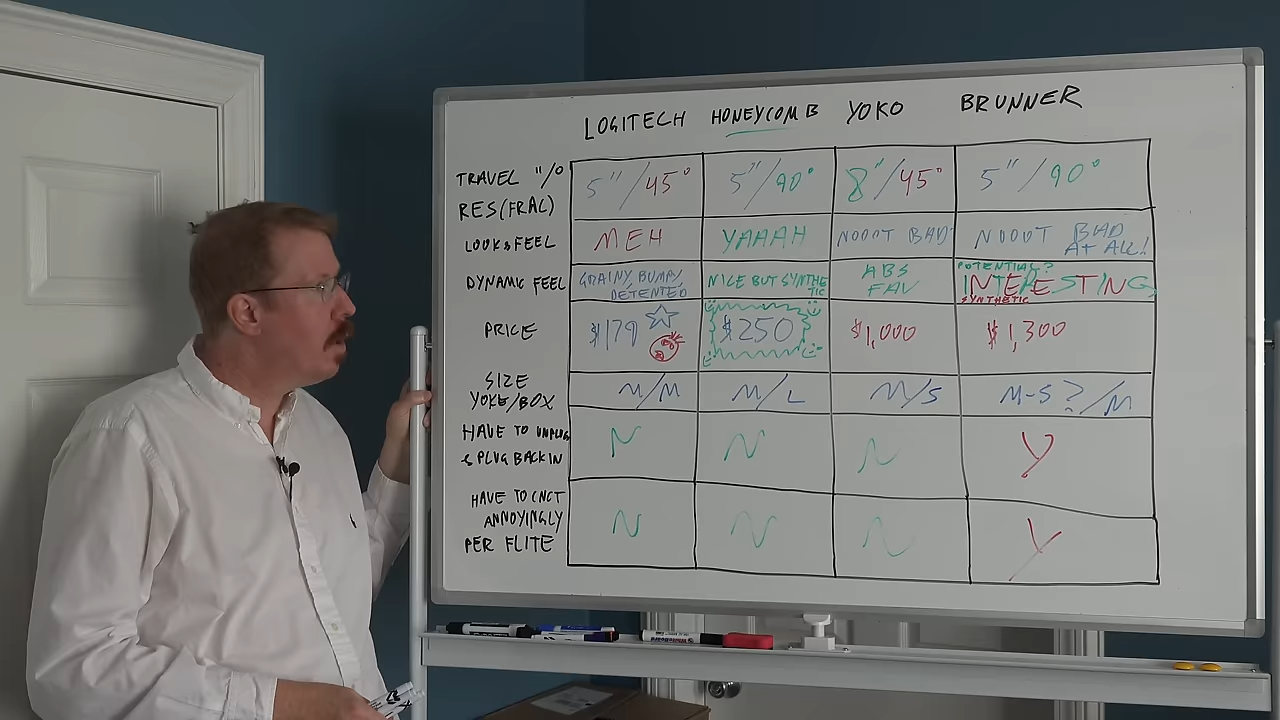 LOGITECH HONEYCOMB YOKO BRUNNER
TRAVEL "/° 5"/45° 5"/90° 8"/45° 5"/90°
RES(FRAL)
LOOK&FEEL MEH YAAAH NOOOT BAD NOOOT BAD
AT ALL!
DYNAMIC FEEL GRAINY, BUMPY, DETENTED NICE BUT SYNTHETIC ABS FAV POTENTIAL? INTERESTING SYNTHETIC
PRICE $179 $250 $1,000 $1,300
SIZE
YOKE/BOX M/M M/L M/S M-S?/M
HAVE TO UNPLUG
& PLUG BACK IN N N N Y
HAVE TO CNCT
ANNOYINGLY N N N Y
PER FLITE